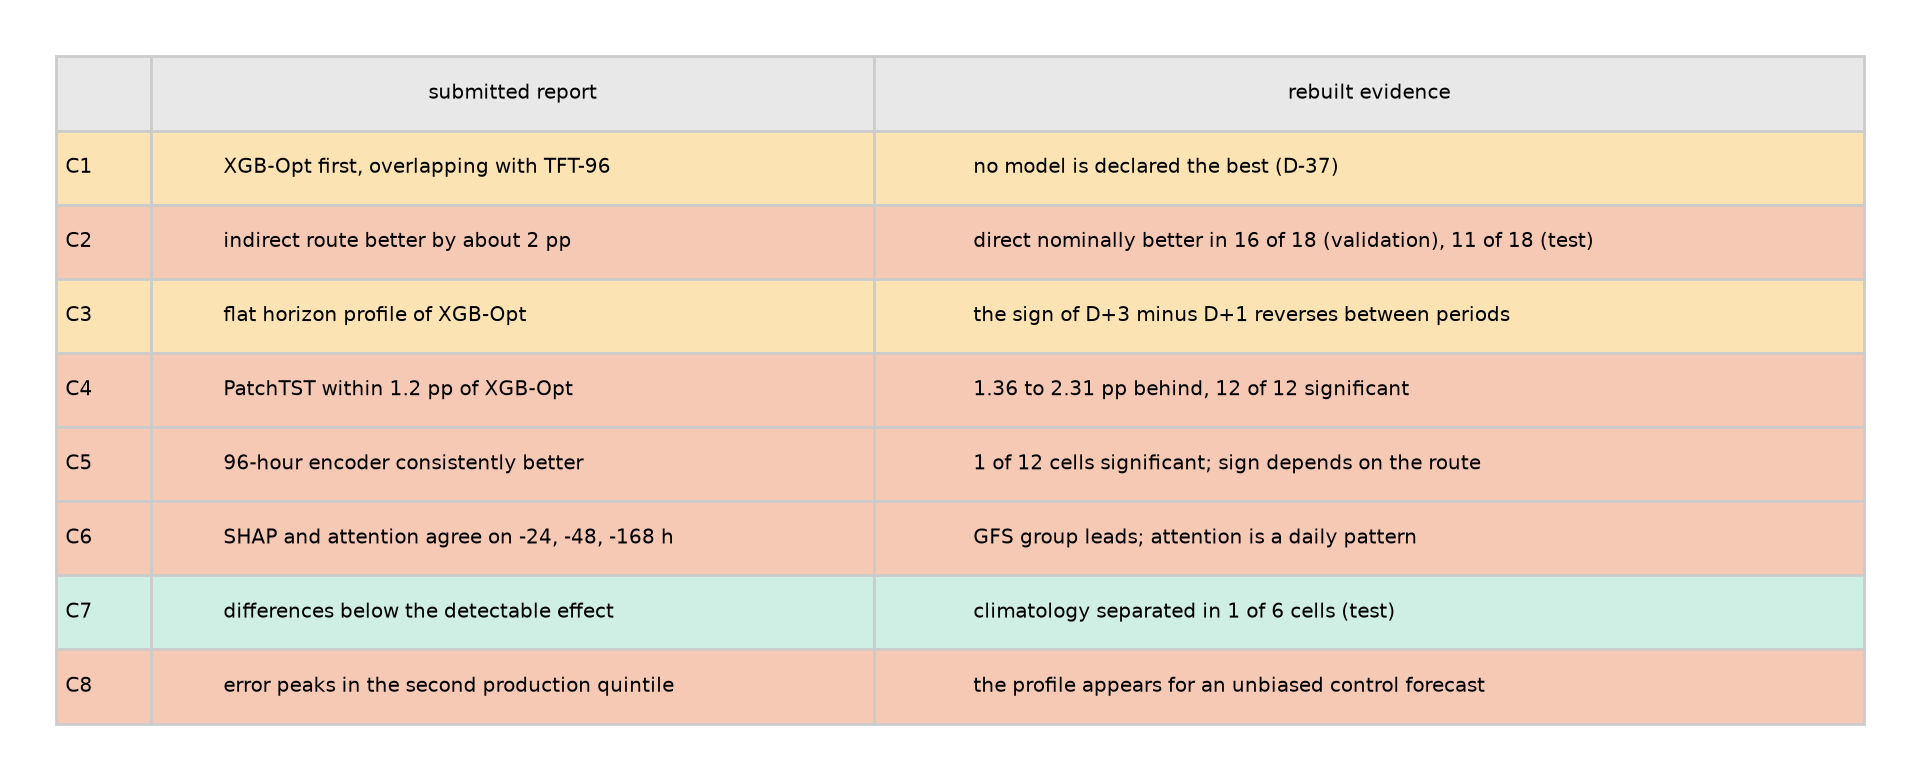 submitted report rebuilt evidence
C1 XGB-Opt first, overlapping with TFT-96 no model is declared the best (D-37)
C2 indirect route better by about 2 pp direct nominally better in 16 of 18 (validation), 11 of 18 (test)
C3 flat horizon profile of XGB-Opt the sign of D+3 minus D+1 reverses between periods
C4 PatchTST within 1.2 pp of XGB-Opt 1.36 to 2.31 pp behind, 12 of 12 significant
C5 96-hour encoder consistently better 1 of 12 cells significant; sign depends on the route
C6 SHAP and attention agree on -24, -48, -168 h GFS group leads; attention is a daily pattern
C7 differences below the detectable effect climatology separated in 1 of 6 cells (test)
C8 error peaks in the second production quintile the profile appears for an unbiased control forecast